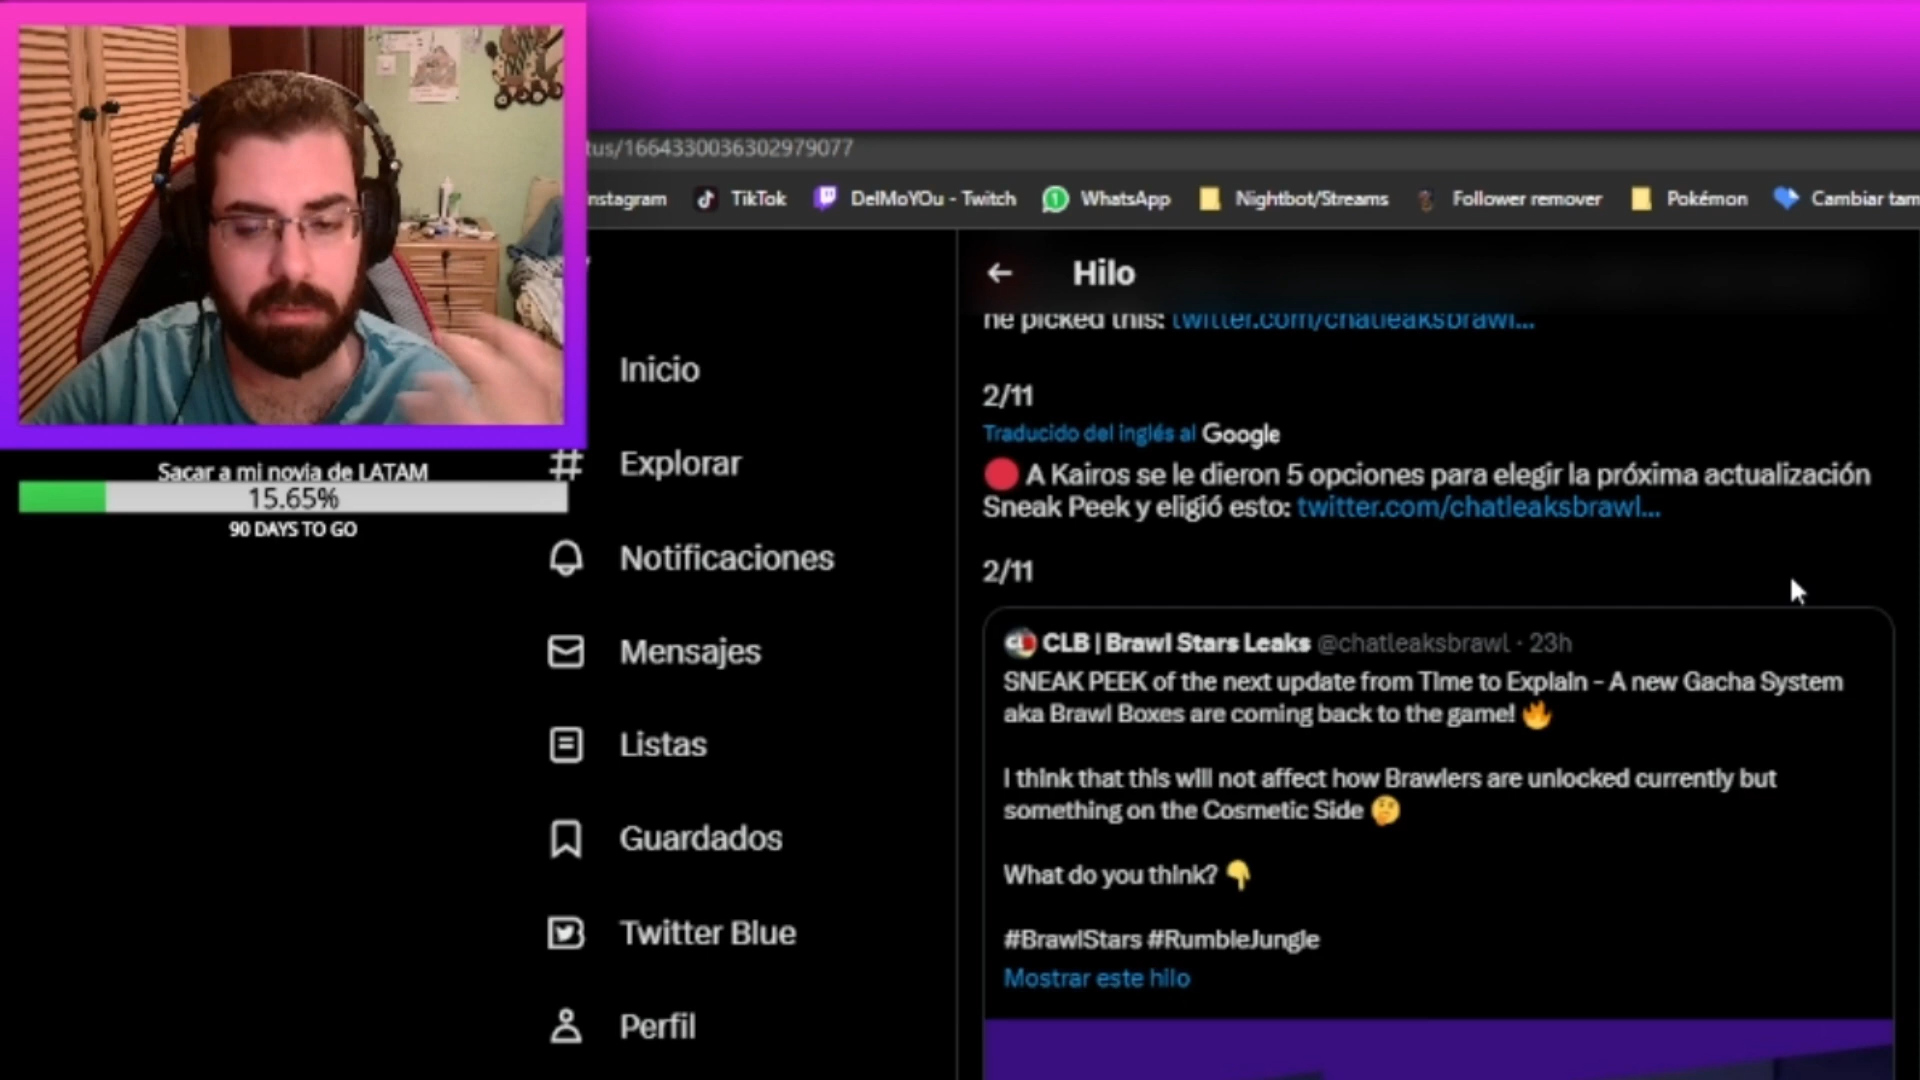 tus/1664330036302979077
nstagram TikTok DelMoYOu - Twitch WhatsApp Nightbot/Streams Follower remover Pokémon Cambiar tam
Sacar a mi novia de LATAM
15.65%
90 DAYS TO GO
Inicio
Explorar
Notificaciones
Mensajes
Listas
Guardados
Twitter Blue
Perfil
Hilo
he picked this: twitter.com/chatleaksbrawl...
2/11
Traducido del inglés al Google
🔴 A Kairos se le dieron 5 opciones para elegir la próxima actualización
Sneak Peek y eligió esto: twitter.com/chatleaksbrawl...
2/11
CLB | Brawl Stars Leaks @chatleaksbrawl · 23h
SNEAK PEEK of the next update from Time to Explain - A new Gacha System
aka Brawl Boxes are coming back to the game! 🔥
I think that this will not affect how Brawlers are unlocked currently but
something on the Cosmetic Side 🤔
What do you think? 👇
#BrawlStars #RumbleJungle
Mostrar este hilo